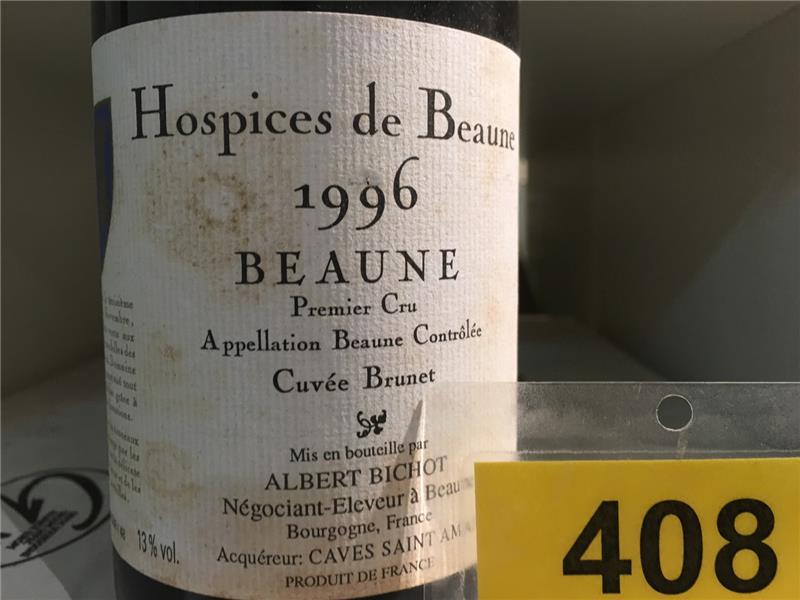 Hospices de Beaune
1996
BEAUNE
Premier Cru
Appellation Beaune Contrôlée
Cuvée Brunet
Mis en bouteille par
ALBERT BICHOT
Négociant-Eleveur à Beau
Bourgogne, France
Acquéreur: CAVES SAINT AMA
PRODUIT DE FRANCE
13% vol.
408